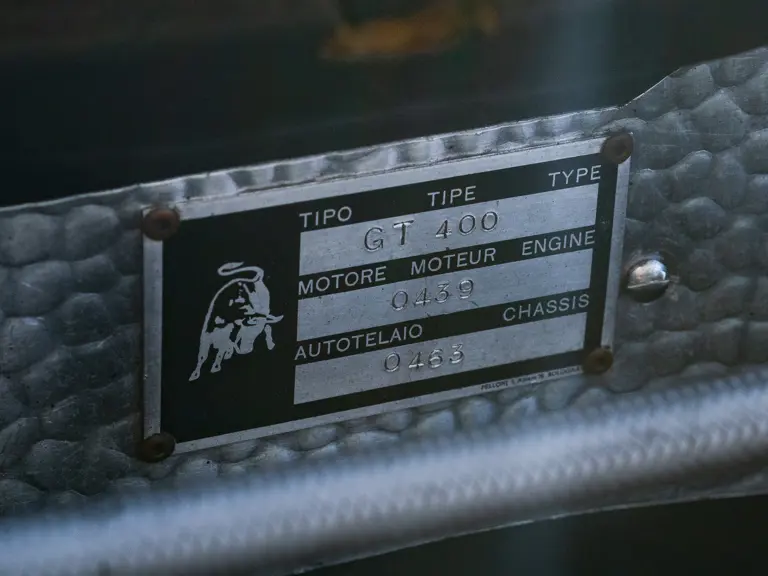 TIPO TIPE TYPE
GT 400
MOTORE MOTEUR ENGINE
0439
AUTOTELAIO CHASSIS
0463